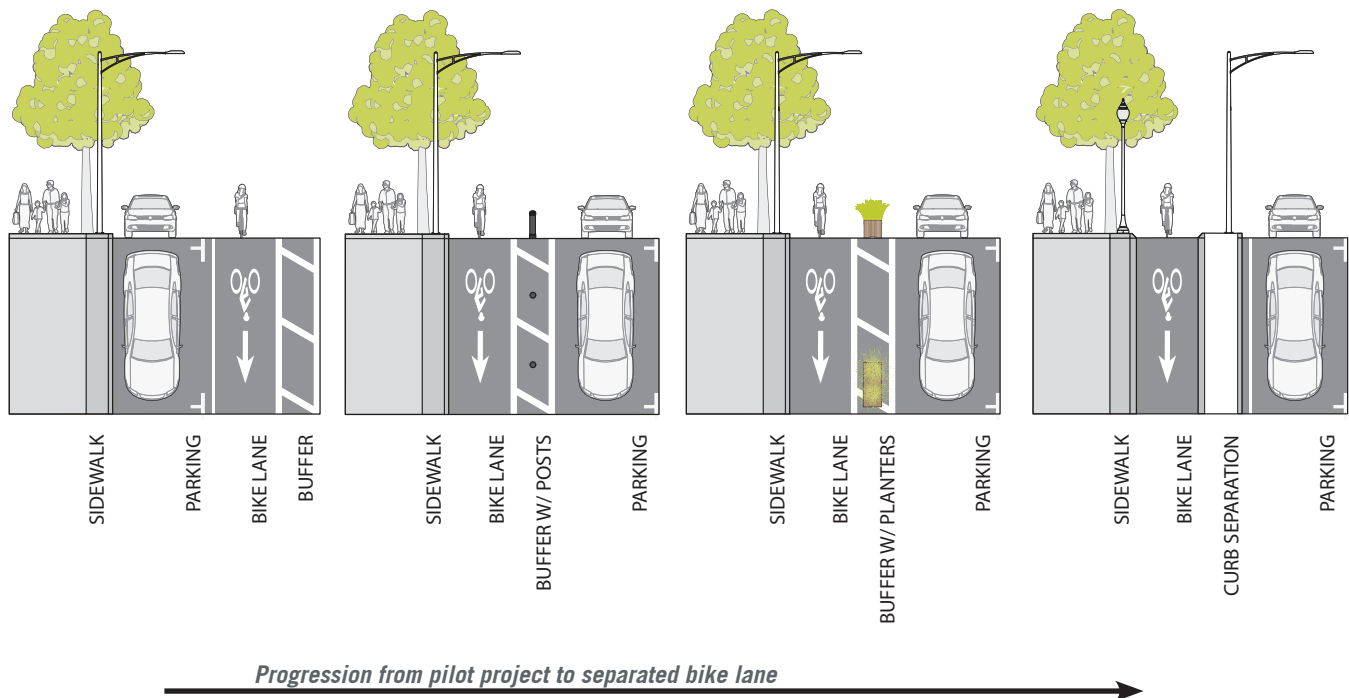 SIDEWALK
PARKING
BIKE LANE
BUFFER
SIDEWALK
BIKE LANE
BUFFER W/ POSTS
PARKING
SIDEWALK
BIKE LANE
BUFFER W/ PLANTERS
PARKING
SIDEWALK
BIKE LANE
CURB SEPARATION
PARKING
Progression from pilot project to separated bike lane